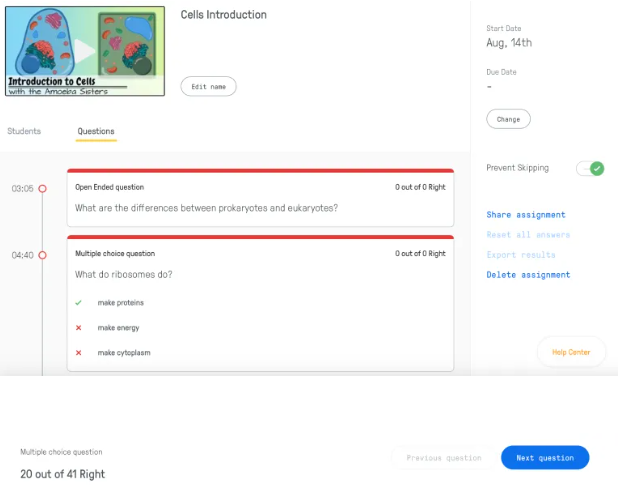 Introduction to Cells
with the Amoeba Sisters
Cells Introduction
Edit name
Start Date
Aug, 14th
Due Date
-
Change
Students
Questions
Prevent Skipping
03:05
Open Ended question
0 out of 0 Right
What are the differences between prokaryotes and eukaryotes?
04:40
Multiple choice question
0 out of 0 Right
What do ribosomes do?
make proteins
make energy
make cytoplasm
Share assignment
Reset all answers
Export results
Delete assignment
Help Center
Multiple choice question
20 out of 41 Right
Previous question
Next question